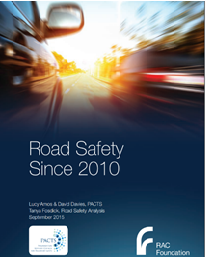 Road Safety
Since 2010
Lucy Amos & David Davies, PACTS
Tanya Fosdick, Road Safety Analysis
September 2015
PACTS
RAC
Foundation